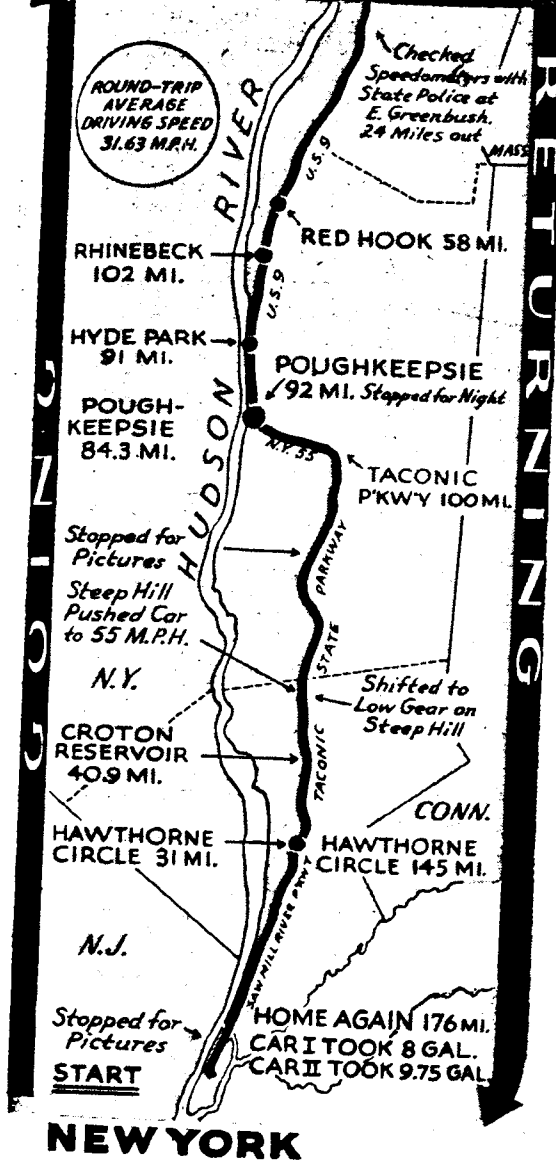 ROUND-TRIP
AVERAGE
DRIVING SPEED
31.63 M.P.H.
Checked
Speedometers with
State Police at
E. Greenbush.
24 Miles out
MASS.
U.S.9
RIVER
RED HOOK 58 MI.
RHINEBECK
102 MI.
U.S.9
HYDE PARK
91 MI.
POUGHKEEPSIE
92 MI. Stopped for Night
POUGH-
KEEPSIE
84.3 MI.
N.Y. 55
HUDSON
TACONIC
P'KW'Y 100 MI.
Stopped for
Pictures
Steep Hill
Pushed Car
to 55 M.P.H.
TACONIC STATE PARKWAY
N.Y.
Shifted to
Low Gear on
Steep Hill
CROTON
RESERVOIR
40.9 MI.
CONN.
HAWTHORNE
CIRCLE 31 MI.
HAWTHORNE
CIRCLE 145 MI.
SAW MILL RIVER PKWY
N.J.
Stopped for
Pictures
START
HOME AGAIN 176 MI.
CAR I TOOK 8 GAL.
CAR II TOOK 9.75 GAL.
GOING
RETURNING
NEW YORK